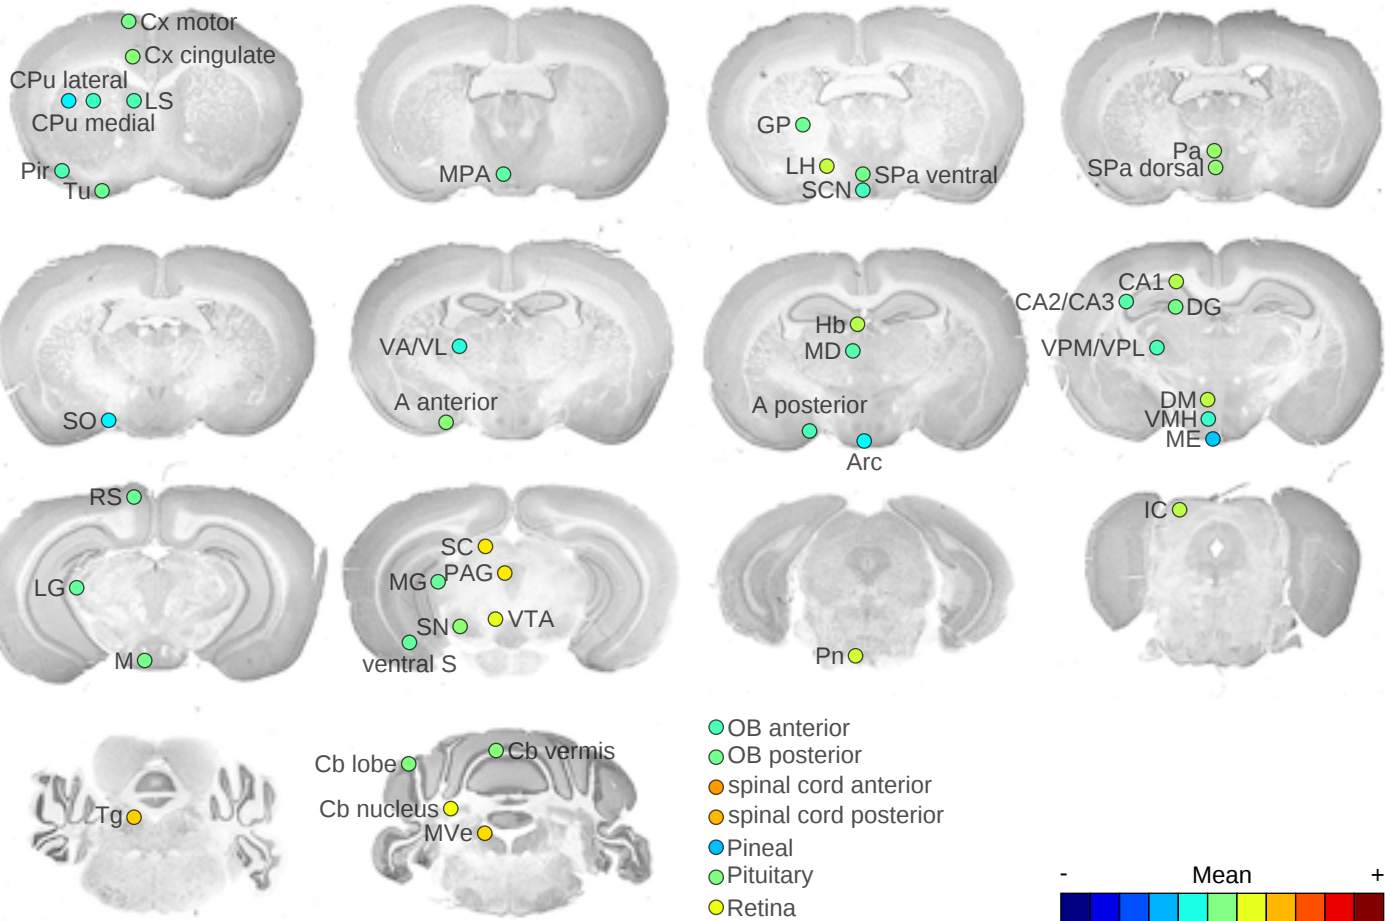 Cx motor
Cx cingulate
CPu lateral
LS
CPu medial
Pir
Tu
MPA
GP
LH
SPa ventral
SCN
Pa
SPa dorsal
SO
VA/VL
A anterior
Hb
MD
A posterior
Arc
CA1
CA2/CA3
DG
VPM/VPL
DM
VMH
ME
RS
LG
M
SC
PAG
MG
VTA
SN
ventral S
Pn
IC
Tg
Cb vermis
Cb lobe
Cb nucleus
MVe
OB anterior
OB posterior
spinal cord anterior
spinal cord posterior
Pineal
Pituitary
Retina
- Mean +